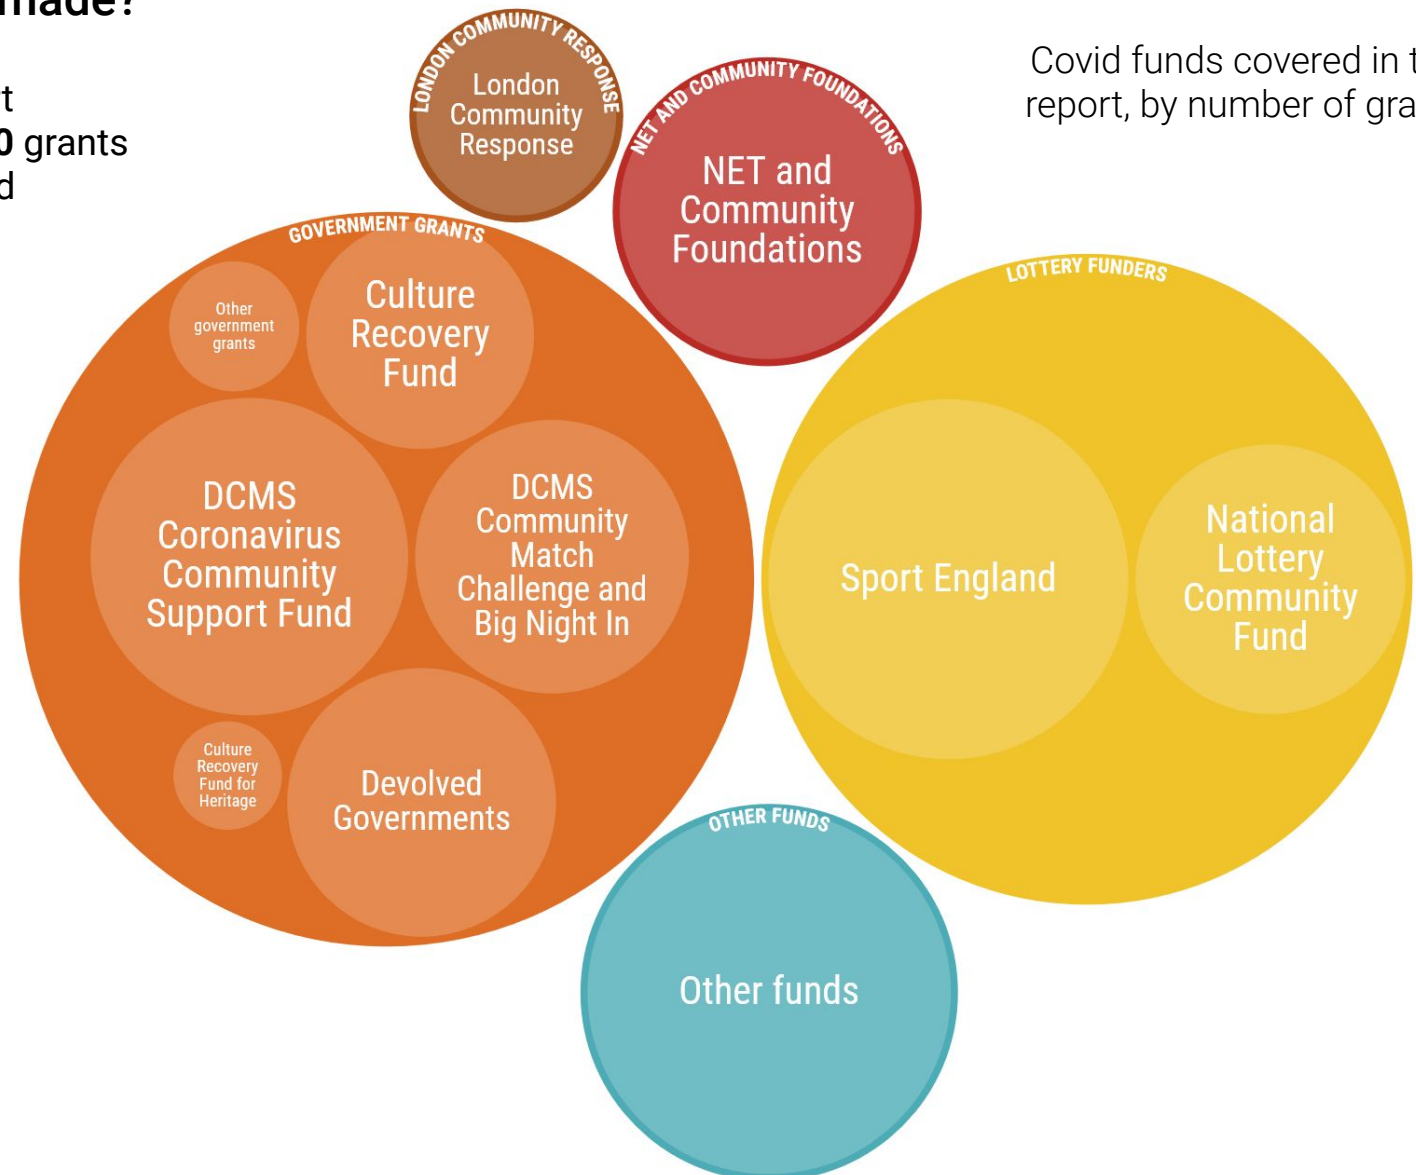 made?
grants
Covid funds covered in
report, by number of
LONDON COMMUNITY RESPONSE
London
Community
Response
NET AND COMMUNITY FOUNDATIONS
NET and
Community
Foundations
GOVERNMENT GRANTS
Other
government
grants
Culture
Recovery
Fund
DCMS
Coronavirus
Community
Support Fund
DCMS
Community
Match
Challenge and
Big Night In
Culture
Recovery
Fund for
Heritage
Devolved
Governments
LOTTERY FUNDERS
Sport England
National
Lottery
Community
Fund
OTHER FUNDS
Other funds